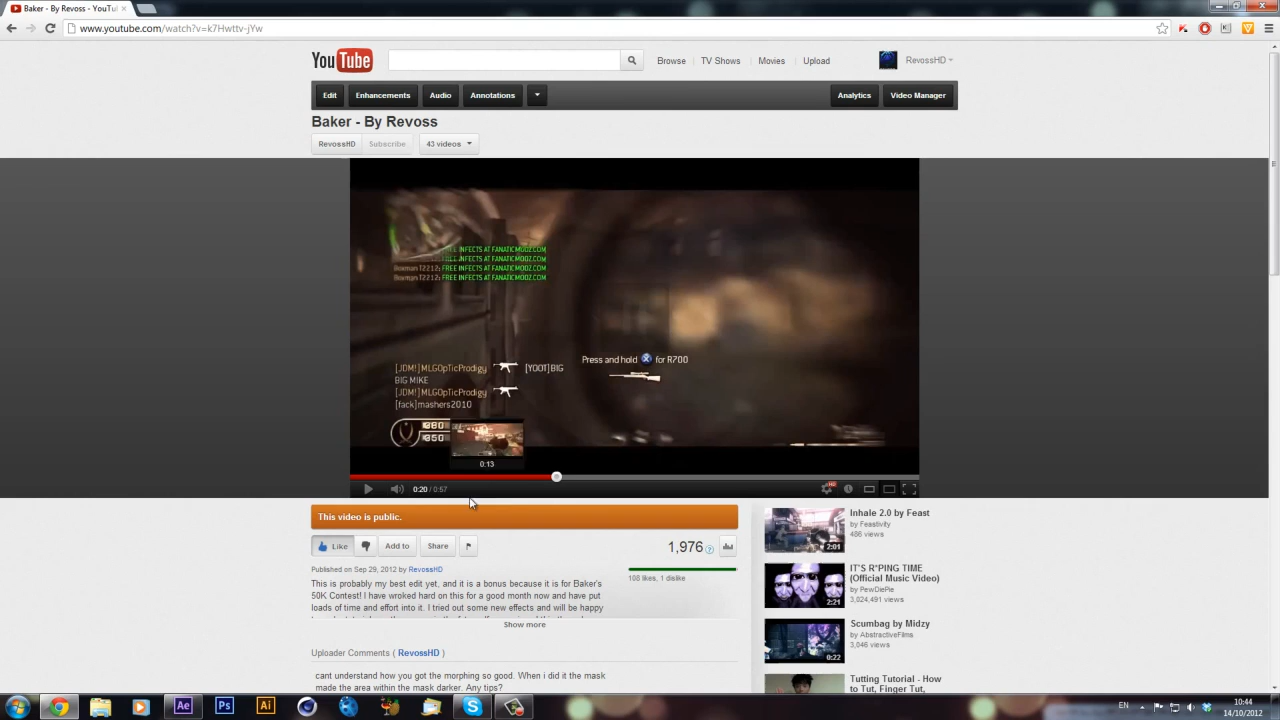 Baker - By Revoss - YouTu
www.youtube.com/watch?v=k7Hwttv-jYw
YouTube
Browse
TV Shows
Movies
Upload
RevossHD
Edit
Enhancements
Audio
Annotations
Analytics
Video Manager
Baker - By Revoss
RevossHD
Subscribe
43 videos
FREE INFECTS AT FANATICMODZ.COM
FREE INFECTS AT FANATICMODZ.COM
Bowman T2212: FREE INFECTS AT FANATICMODZ.COM
Bowman T2212: FREE INFECTS AT FANATICMODZ.COM
Press and hold X for R700
[JDM!]MLGOpTicProdigy [YOOT]BIG
BIG MIKE
[JDM!]MLGOpTicProdigy
[fack]mashers2010
0:13
0:20 / 0:57
HD
This video is public.
Like
Add to
Share
1,976
Published on Sep 29, 2012 by RevossHD
108 likes, 1 dislike
This is probably my best edit yet, and it is a bonus because it is for Baker's
50K Contest! I have wroked hard on this for a good month now and have put
loads of time and effort into it. I tried out some new effects and will be happy
Show more
Uploader Comments ( RevossHD )
cant understand how you got the morphing so good. When i did it the mask
made the area within the mask darker. Any tips?
Inhale 2.0 by Feast
by Feastivity
486 views
2:01
IT'S R*PING TIME
(Official Music Video)
by PewDiePie
3,024,491 views
2:21
Scumbag by Midzy
by AbstractiveFilms
3,046 views
0:22
Tutting Tutorial - How
to Tut, Finger Tut,
Ae
Ps
Ai
EN
10:44
14/10/2012